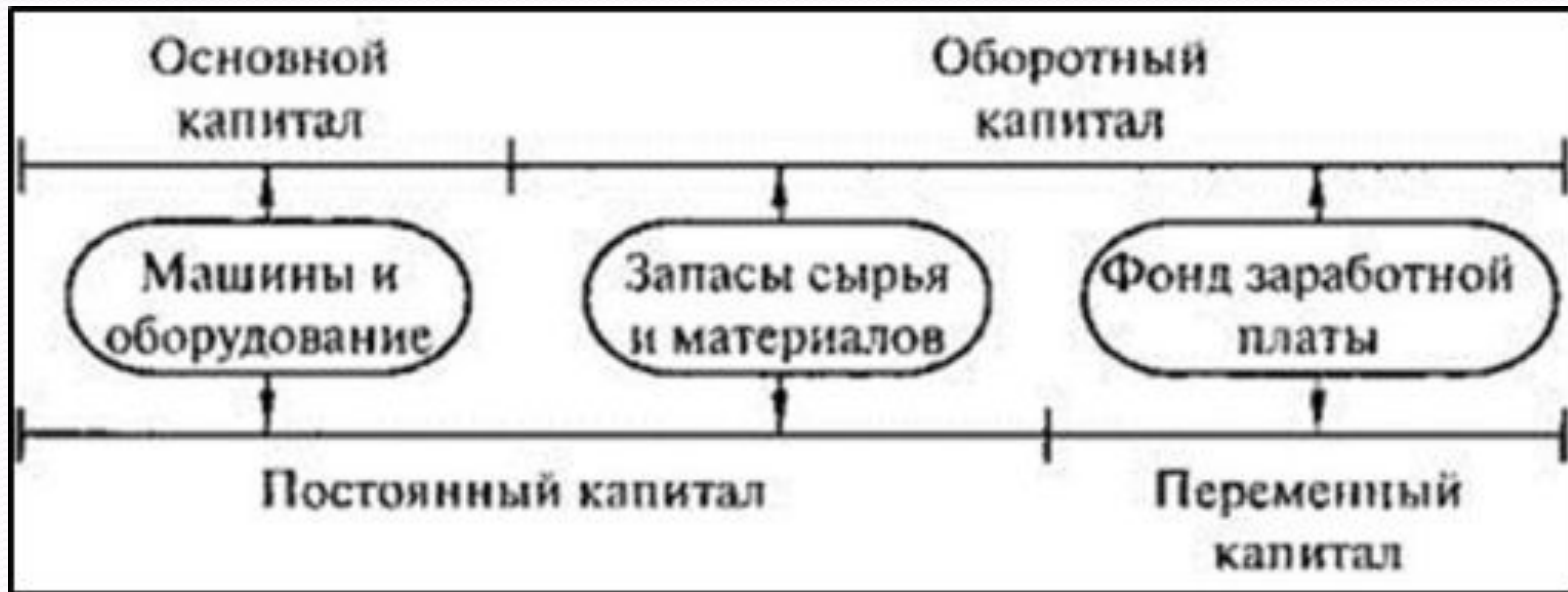 Основной
капитал
Оборотный
капитал
Машины и
оборудование
Запасы сырья
и материалов
Фонд заработной
платы
Постоянный капитал
Переменный
капитал